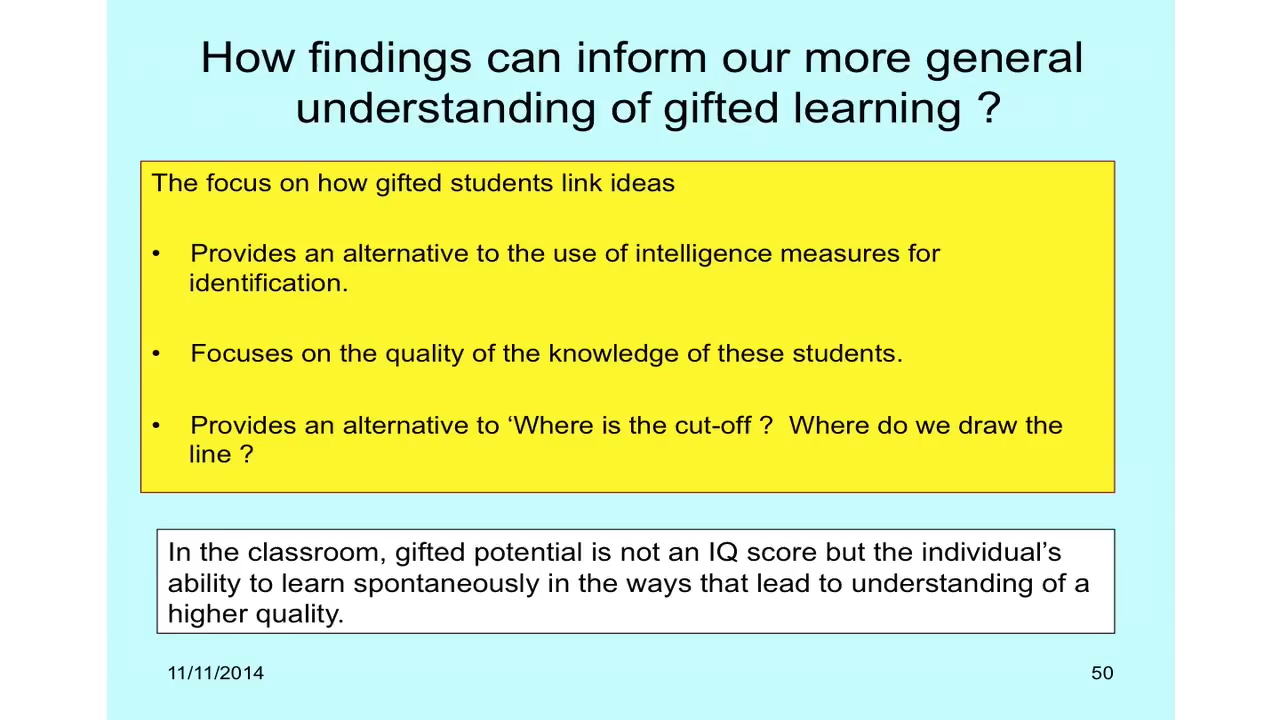 How findings can inform our more general
understanding of gifted learning ?
The focus on how gifted students link ideas
• Provides an alternative to the use of intelligence measures for
identification.
• Focuses on the quality of the knowledge of these students.
• Provides an alternative to ‘Where is the cut-off ?  Where do we draw the
line ?
In the classroom, gifted potential is not an IQ score but the individual’s
ability to learn spontaneously in the ways that lead to understanding of a
higher quality.
11/11/2014
50